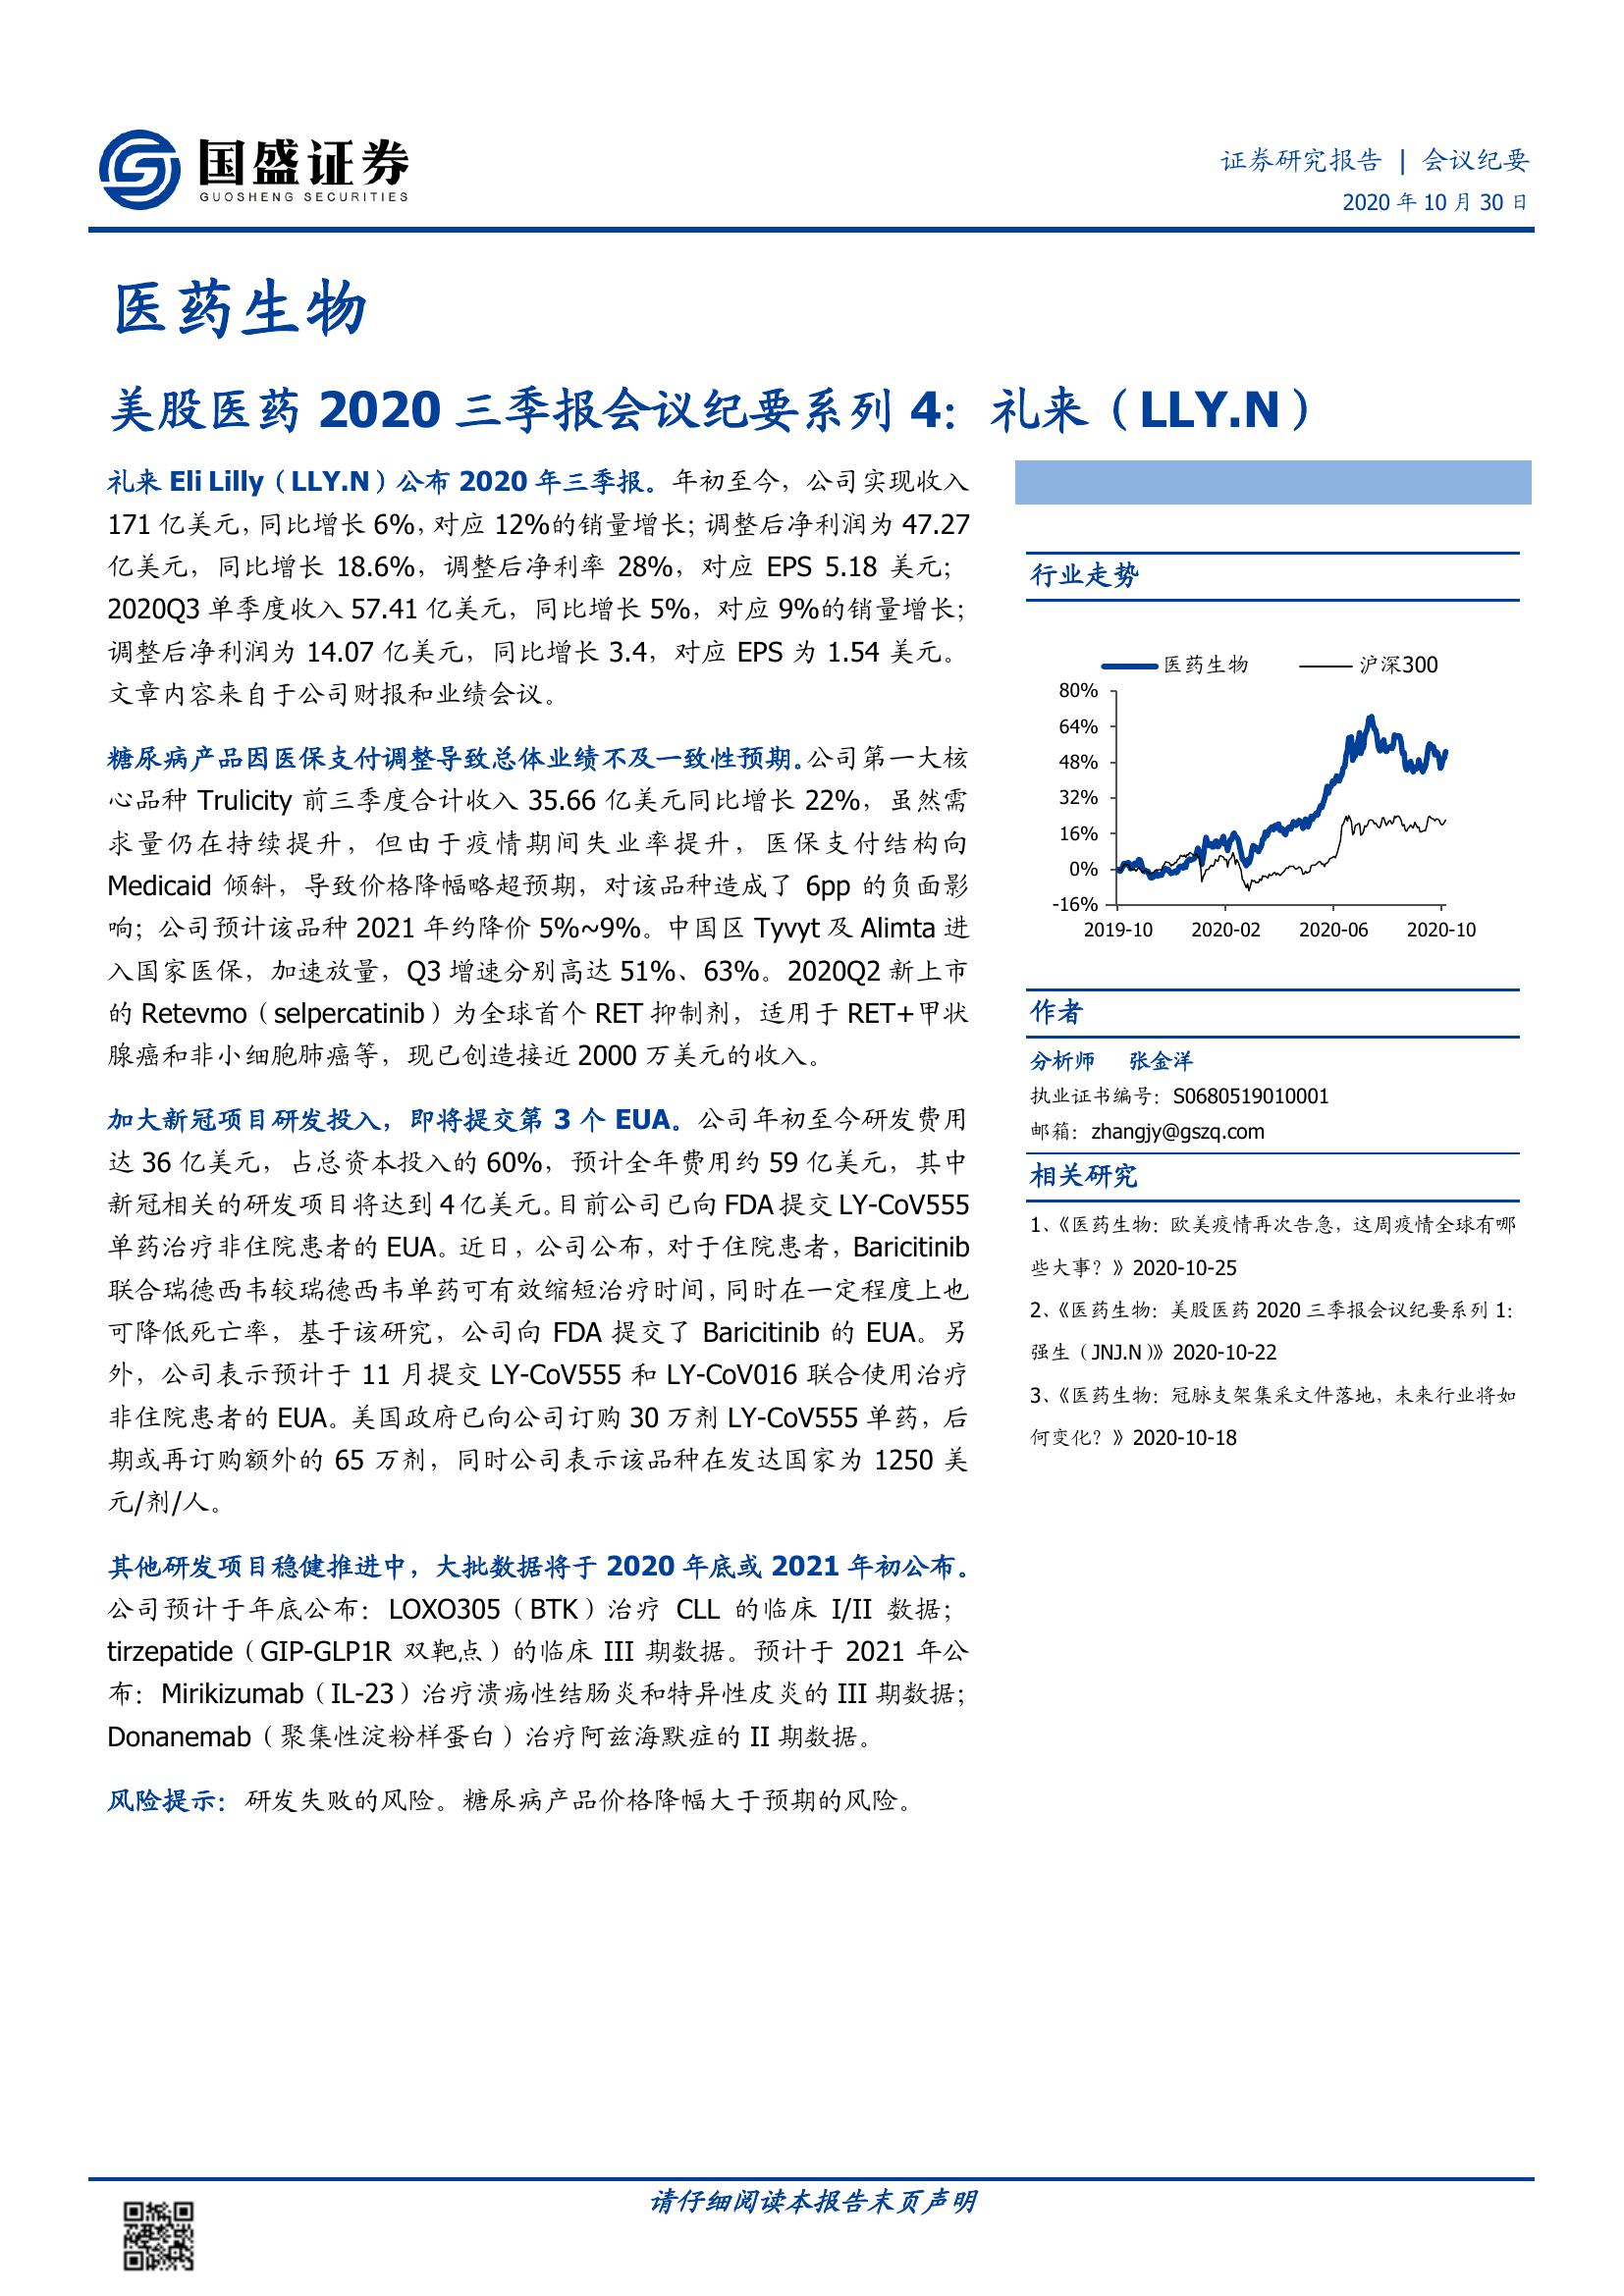 国盛证券
GUOSHENG SECURITIES
证券研究报告 | 会议纪要
2020 年 10 月 30 日
医药生物
美股医药 2020 三季报会议纪要系列 4：礼来（LLY.N）
礼来 Eli Lilly（LLY.N）公布 2020 年三季报。年初至今，公司实现收入
171 亿美元，同比增长 6%，对应 12%的销量增长；调整后净利润为 47.27
亿美元，同比增长 18.6%，调整后净利率 28%，对应 EPS 5.18 美元；
2020Q3 单季度收入 57.41 亿美元，同比增长 5%，对应 9%的销量增长；
调整后净利润为 14.07 亿美元，同比增长 3.4，对应 EPS 为 1.54 美元。
文章内容来自于公司财报和业绩会议。
糖尿病产品因医保支付调整导致总体业绩不及一致性预期。公司第一大核
心品种 Trulicity 前三季度合计收入 35.66 亿美元同比增长 22%，虽然需
求量仍在持续提升，但由于疫情期间失业率提升，医保支付结构向
Medicaid 倾斜，导致价格降幅略超预期，对该品种造成了 6pp 的负面影
响；公司预计该品种 2021 年约降价 5%~9%。中国区 Tyvyt 及 Alimta 进
入国家医保，加速放量，Q3 增速分别高达 51%、63%。2020Q2 新上市
的 Retevmo（selpercatinib）为全球首个 RET 抑制剂，适用于 RET+甲状
腺癌和非小细胞肺癌等，现已创造接近 2000 万美元的收入。
加大新冠项目研发投入，即将提交第 3 个 EUA。公司年初至今研发费用
达 36 亿美元，占总资本投入的 60%，预计全年费用约 59 亿美元，其中
新冠相关的研发项目将达到 4 亿美元。目前公司已向 FDA 提交 LY-CoV555
单药治疗非住院患者的 EUA。近日，公司公布，对于住院患者，Baricitinib
联合瑞德西韦较瑞德西韦单药可有效缩短治疗时间，同时在一定程度上也
可降低死亡率，基于该研究，公司向 FDA 提交了 Baricitinib 的 EUA。另
外，公司表示预计于 11 月提交 LY-CoV555 和 LY-CoV016 联合使用治疗
非住院患者的 EUA。美国政府已向公司订购 30 万剂 LY-CoV555 单药，后
期或再订购额外的 65 万剂，同时公司表示该品种在发达国家为 1250 美
元/剂/人。
其他研发项目稳健推进中，大批数据将于 2020 年底或 2021 年初公布。
公司预计于年底公布：LOXO305（BTK）治疗 CLL 的临床 I/II 数据；
tirzepatide（GIP-GLP1R 双靶点）的临床 III 期数据。预计于 2021 年公
布：Mirikizumab（IL-23）治疗溃疡性结肠炎和特异性皮炎的 III 期数据；
Donanemab（聚集性淀粉样蛋白）治疗阿兹海默症的 II 期数据。
风险提示：研发失败的风险。糖尿病产品价格降幅大于预期的风险。
行业走势
医药生物 沪深300
80%
64%
48%
32%
16%
0%
-16%
2019-10 2020-02 2020-06 2020-10
作者
分析师 张金洋
执业证书编号：S0680519010001
邮箱：zhangjy@gszq.com
相关研究
1、《医药生物：欧美疫情再次告急，这周疫情全球有哪
些大事？》2020-10-25
2、《医药生物：美股医药 2020 三季报会议纪要系列 1：
强生（JNJ.N）》2020-10-22
3、《医药生物：冠脉支架集采文件落地，未来行业将如
何变化？》2020-10-18
请仔细阅读本报告末页声明